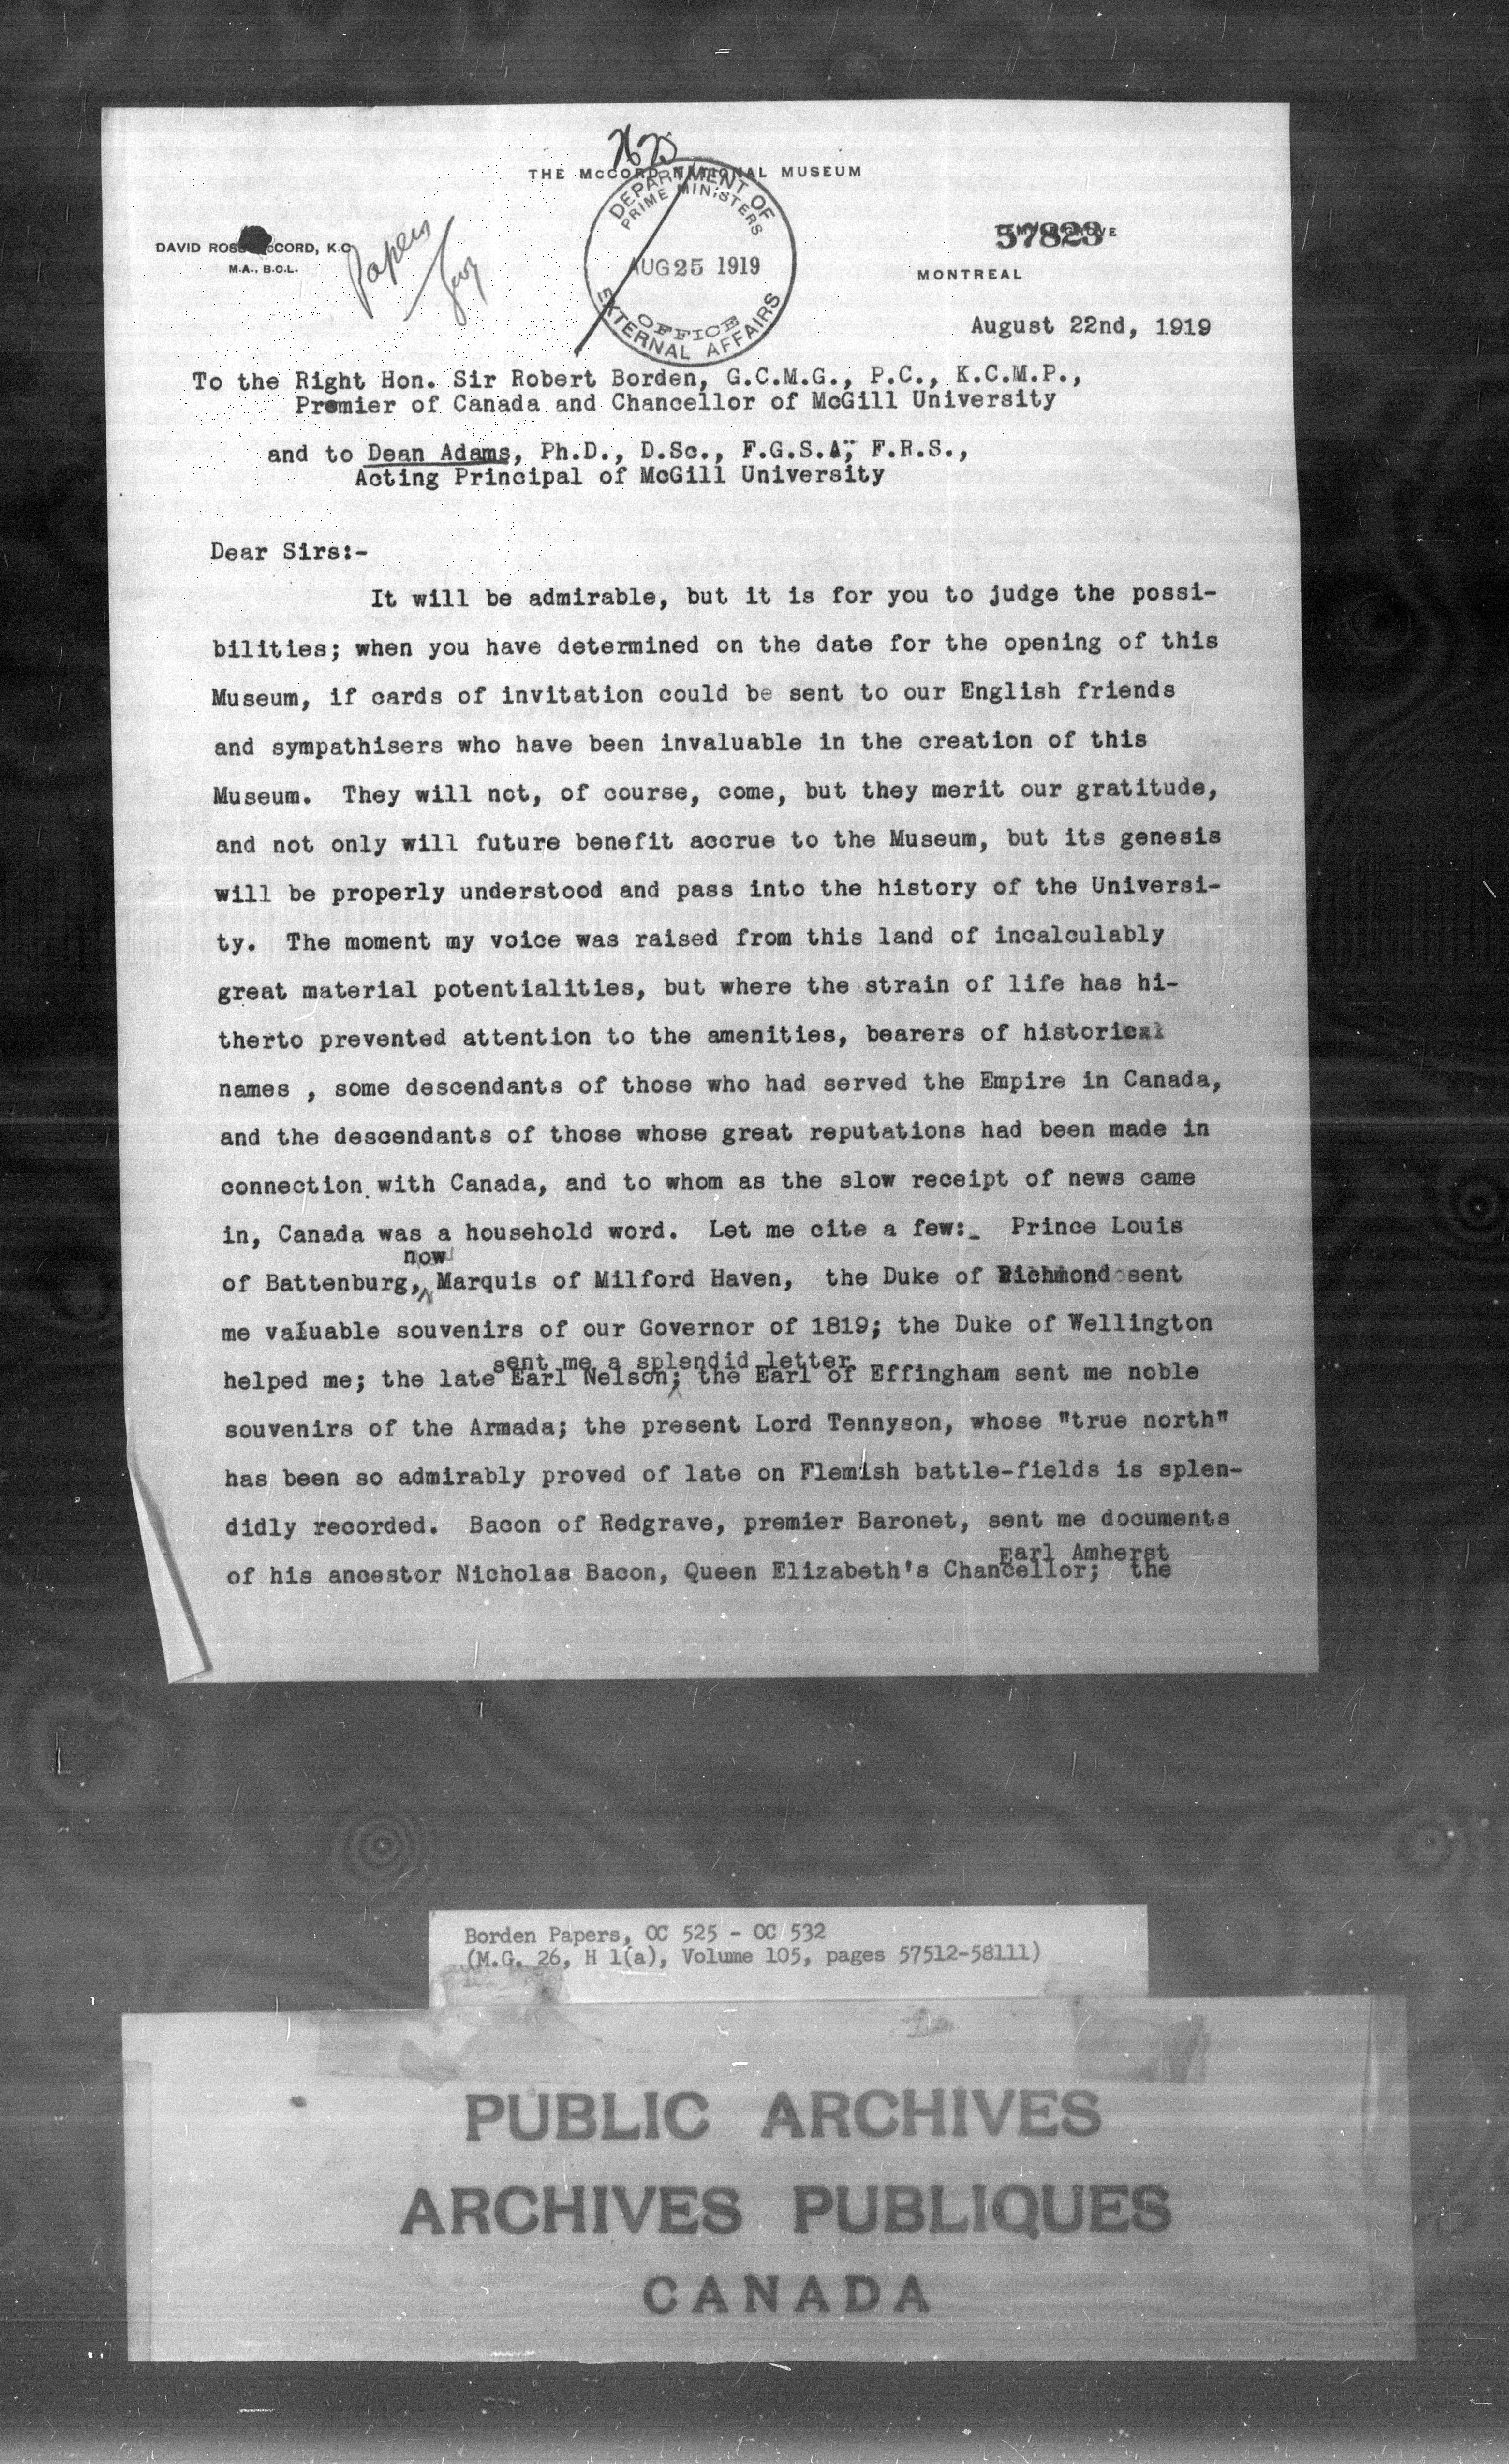 THE McCORD NATIONAL MUSEUM
DEPARTMENT OF
PRIME MINISTERS
AUG 25 1919
OFFICE
EXTERNAL AFFAIRS
DAVID ROSS McCORD, K.C.
M.A., B.C.L.
Papers
57823
MONTREAL
August 22nd, 1919
To the Right Hon. Sir Robert Borden, G.C.M.G., P.C., K.C.M.P.,
Premier of Canada and Chancellor of McGill University
and to Dean Adams, Ph.D., D.Sc., F.G.S.A., F.R.S.,
Acting Principal of McGill University
Dear Sirs:-
It will be admirable, but it is for you to judge the possi-
bilities; when you have determined on the date for the opening of this
Museum, if cards of invitation could be sent to our English friends
and sympathisers who have been invaluable in the creation of this
Museum. They will not, of course, come, but they merit our gratitude,
and not only will future benefit accrue to the Museum, but its genesis
will be properly understood and pass into the history of the Universi-
ty. The moment my voice was raised from this land of incalculably
great material potentialities, but where the strain of life has hi-
therto prevented attention to the amenities, bearers of historical
names , some descendants of those who had served the Empire in Canada,
and the descendants of those whose great reputations had been made in
connection with Canada, and to whom as the slow receipt of news came
in, Canada was a household word. Let me cite a few:- Prince Louis
now
of Battenburg, Marquis of Milford Haven, the Duke of Richmond sent
me valuable souvenirs of our Governor of 1819; the Duke of Wellington
sent me a splendid letter
helped me; the late Earl Nelson; the Earl of Effingham sent me noble
souvenirs of the Armada; the present Lord Tennyson, whose "true north"
has been so admirably proved of late on Flemish battle-fields is splen-
didly recorded. Bacon of Redgrave, premier Baronet, sent me documents
Earl Amherst
of his ancestor Nicholas Bacon, Queen Elizabeth's Chancellor; the
Borden Papers, OC 525 - OC 532
(M.G. 26, H 1(a), Volume 105, pages 57512-58111)
PUBLIC ARCHIVES
ARCHIVES PUBLIQUES
CANADA